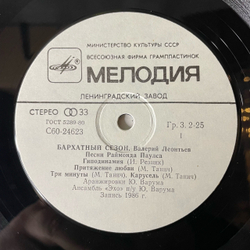 МИНИСТЕРСТВО КУЛЬТУРЫ СССР
ВСЕСОЮЗНАЯ ФИРМА ГРАМПЛАСТИНОК
МЕЛОДИЯ
ЛЕНИНГРАДСКИЙ ЗАВОД
СТЕРЕО 33
ГОСТ 5289-80
Гр. 3. 2-25
С60-24623
1
БАРХАТНЫЙ СЕЗОН. Валерий Леонтьев
Песни Раймонда Паулса
Гиподинамия (И. Резник)
Притяжение любви (М. Танич)
Три минуты (М. Танич) Карусель (М. Танич)
Аранжировки Ю. Варума
Ансамбль «Эхо» п/у Ю. Варума
Запись 1986 г.